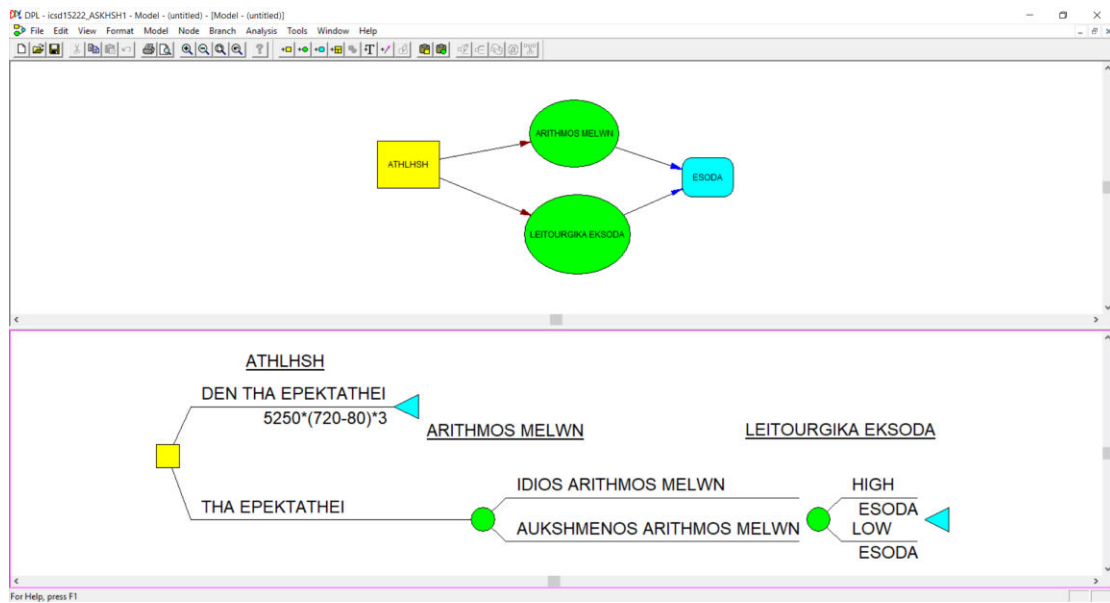 DPL - icsd15222_ASKHSH1 - Model - (untitled) - [Model - (untitled)]
File Edit View Format Model Node Branch Analysis Tools Window Help
ARITHMOS MELWN
ATHLHSH
ESODA
LEITOURGIKA EKSODA
ATHLHSH
DEN THA EPEKTATHEI
5250*(720-80)*3
ARITHMOS MELWN
LEITOURGIKA EKSODA
IDIOS ARITHMOS MELWN
HIGH
THA EPEKTATHEI
ESODA
AUKSHMENOS ARITHMOS MELWN
LOW
ESODA
For Help, press F1